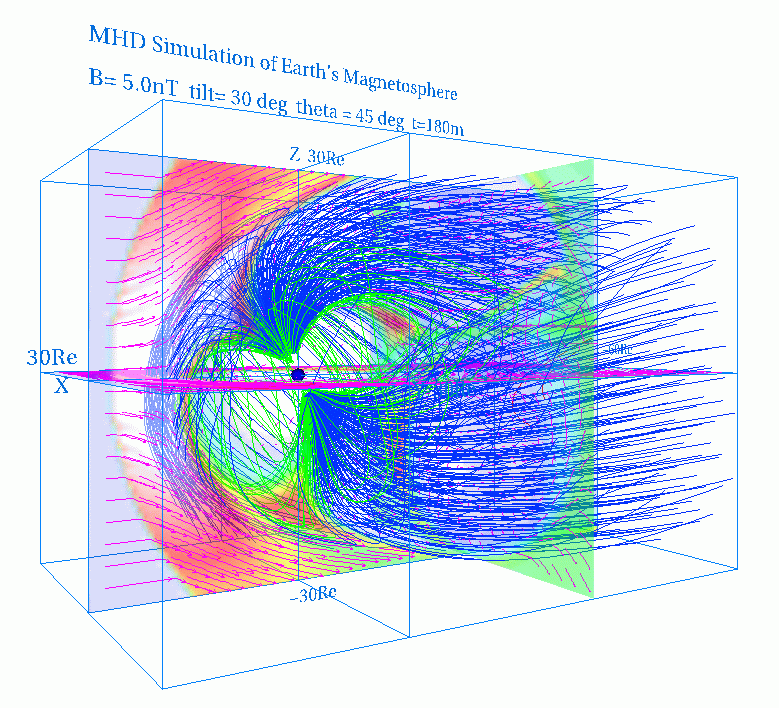 MHD Simulation of Earth's Magnetosphere
B= 5.0nT tilt= 30 deg theta = 45 deg t=180m
Z 30Re
30Re
X
-30Re